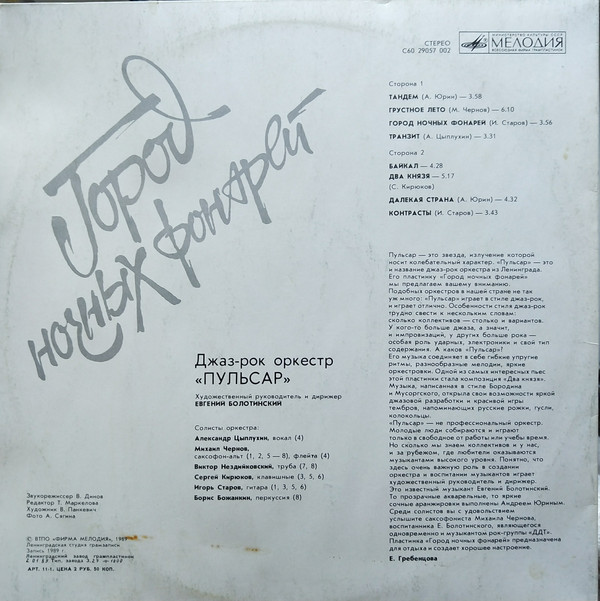 СТЕРЕО
С60 29057 002
МИНИСТЕРСТВО КУЛЬТУРЫ СССР
МЕЛОДИЯ
ВСЕСОЮЗНАЯ ФИРМА ГРАМПЛАСТИНОК
Город
ночных фонарей
Сторона 1
ТАНДЕМ (А. Юрин) — 3.58
ГРУСТНОЕ ЛЕТО (М. Чернов) — 6.10
ГОРОД НОЧНЫХ ФОНАРЕЙ (И. Старов) — 3.56
ТРАНЗИТ (А. Цыплухин) — 3.31
Сторона 2
БАЙКАЛ — 4.28
ДВА КНЯЗЯ — 5.17
(С. Кирюков)
ДАЛЕКАЯ СТРАНА (А. Юрин) — 4.32
КОНТРАСТЫ (И. Старов) — 3.43
Джаз-рок оркестр
«ПУЛЬСАР»
Художественный руководитель и дирижер
ЕВГЕНИЙ БОЛОТИНСКИЙ
Солисты оркестра:
Александр Цыплухин, вокал (4)
Михаил Чернов,
саксофон-альт (1, 2, 5 — 8), флейта (4)
Виктор Нездийковский, труба (7, 8)
Сергей Кирюков, клавишные (3, 5, 6)
Игорь Старов, гитара (1, 3, 5, 6)
Борис Божанкин, перкуссия (8)
Пульсар — это звезда, излучение которой
носит колебательный характер. «Пульсар» — это
и название джаз-рок оркестра из Ленинграда.
Его пластинку «Город ночных фонарей»
мы предлагаем вашему вниманию.
Подобных оркестров в нашей стране не так
уж много: «Пульсар» играет в стиле джаз-рок,
и играет отлично. Особенности стиля джаз-рок
трудно свести к нескольким словам:
сколько коллективов — столько и вариантов.
У кого-то больше джаза, а значит,
и импровизаций, у других больше рока —
особая роль ударных, электроники и свой тип
содержания. А каков «Пульсар»?
Его музыка соединяет в себе гибкие упругие
ритмы, разнообразные мелодии, яркие
оркестровки. Одной из самых интересных пьес
этой пластинки стала композиция «Два князя».
Музыка, написанная в стиле Бородина
и Мусоргского, открыла свои возможности яркой
джазовой разработки и красивой игры
тембров, напоминающих русские рожки, гусли,
колокольцы.
«Пульсар» — не профессиональный оркестр.
Молодые люди собираются и играют
только в свободное от работы или учебы время.
Но сколько мы знаем коллективов и у нас,
и за рубежом, где любители оказываются
музыкантами высокого уровня. Понятно, что
здесь очень важную роль в создании
оркестра и воспитании музыкантов играет
художественный руководитель и дирижер.
Это известный музыкант Евгений Болотинский.
То прозрачные акварельные, то яркие
сочные аранжировки выполнены Андреем Юриным.
Среди солистов вы с удовольствием
услышите саксофониста Михаила Чернова,
воспитанника Е. Болотинского, являющегося
одновременно и музыкантом рок-группы «ДДТ».
Пластинка «Город ночных фонарей» предназначена
для отдыха и создает хорошее настроение.
Е. Гребенцова
Звукорежиссер В. Динов
Редактор Т. Маркелова
Художник В. Панкевич
Фото А. Сягина
© ВТПО «ФИРМА МЕЛОДИЯ», 1989
Ленинградская студия грамзаписи
Запись 1989 г.
Ленинградский завод грампластинок
Тип. завода
АРТ. 11-1. ЦЕНА 2 РУБ. 50 КОП.